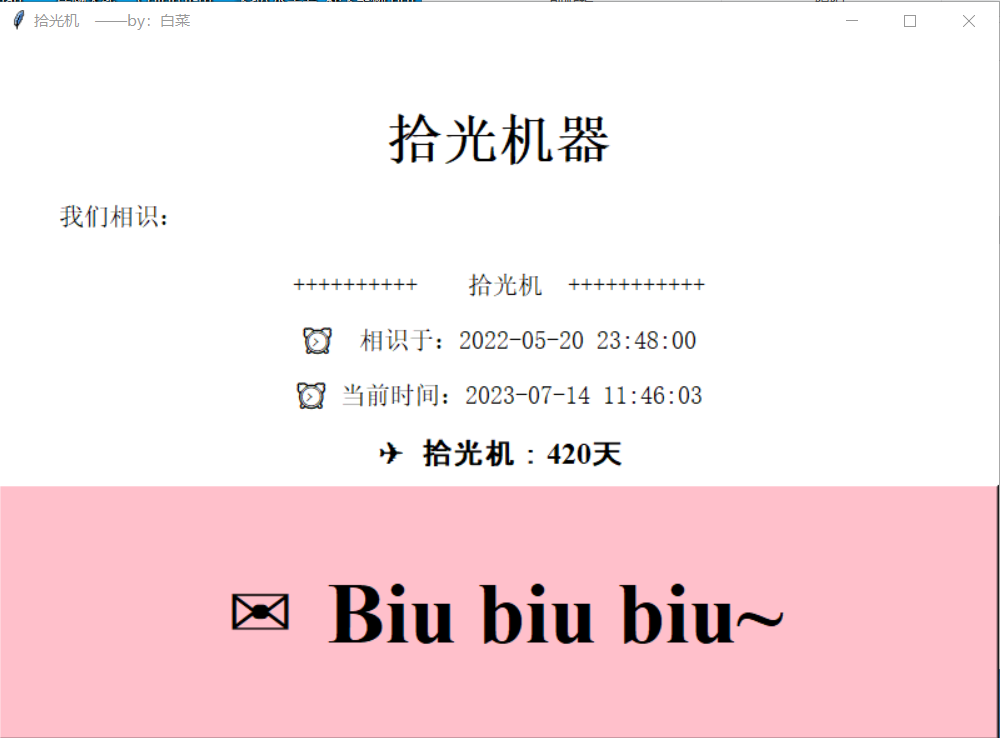 拾光机 ——by：白菜
拾光机器
我们相识：
++++++++++ 拾光机 +++++++++++
⏰ 相识于：2022-05-20 23:48:00
⏰ 当前时间：2023-07-14 11:46:03
✈ 拾光机：420天
✉ Biu biu biu~